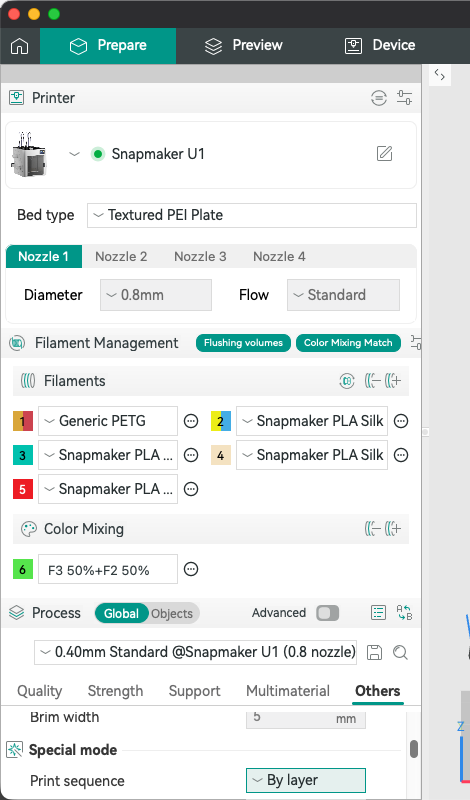 Prepare Preview Device
Printer
Snapmaker U1
Bed type Textured PEI Plate
Nozzle 1 Nozzle 2 Nozzle 3 Nozzle 4
Diameter 0.8mm Flow Standard
Filament Management Flushing volumes Color Mixing Match
Filaments
1 Generic PETG 2 Snapmaker PLA Silk
3 Snapmaker PLA ... 4 Snapmaker PLA Silk
5 Snapmaker PLA ...
Color Mixing
6 F3 50%+F2 50%
Process Global Objects Advanced A B
0.40mm Standard @Snapmaker U1 (0.8 nozzle)
Quality Strength Support Multimaterial Others
Brim width 5 mm
Z
Special mode
Print sequence By layer